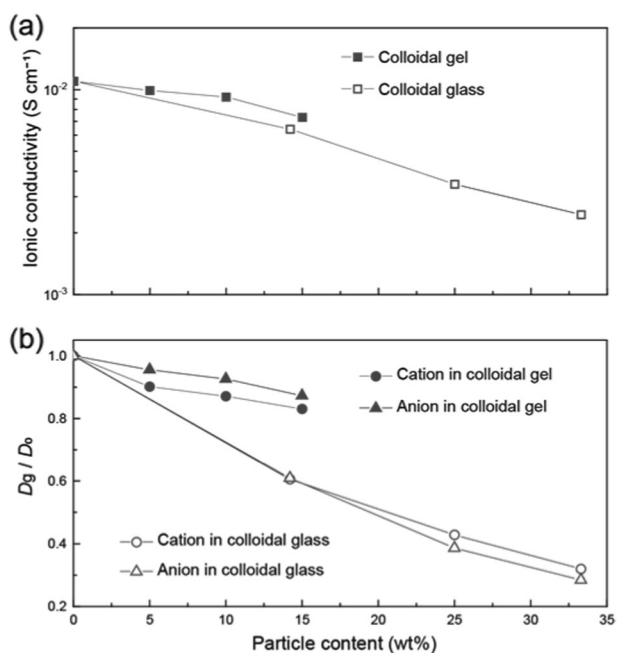 (a)
Ionic conductivity (S cm⁻¹)
10⁻²
10⁻³
Colloidal gel
Colloidal glass
(b)
Dg / D₀
1.0
0.8
0.6
0.4
0.2
Cation in colloidal gel
Anion in colloidal gel
Cation in colloidal glass
Anion in colloidal glass
0 5 10 15 20 25 30 35
Particle content (wt%)